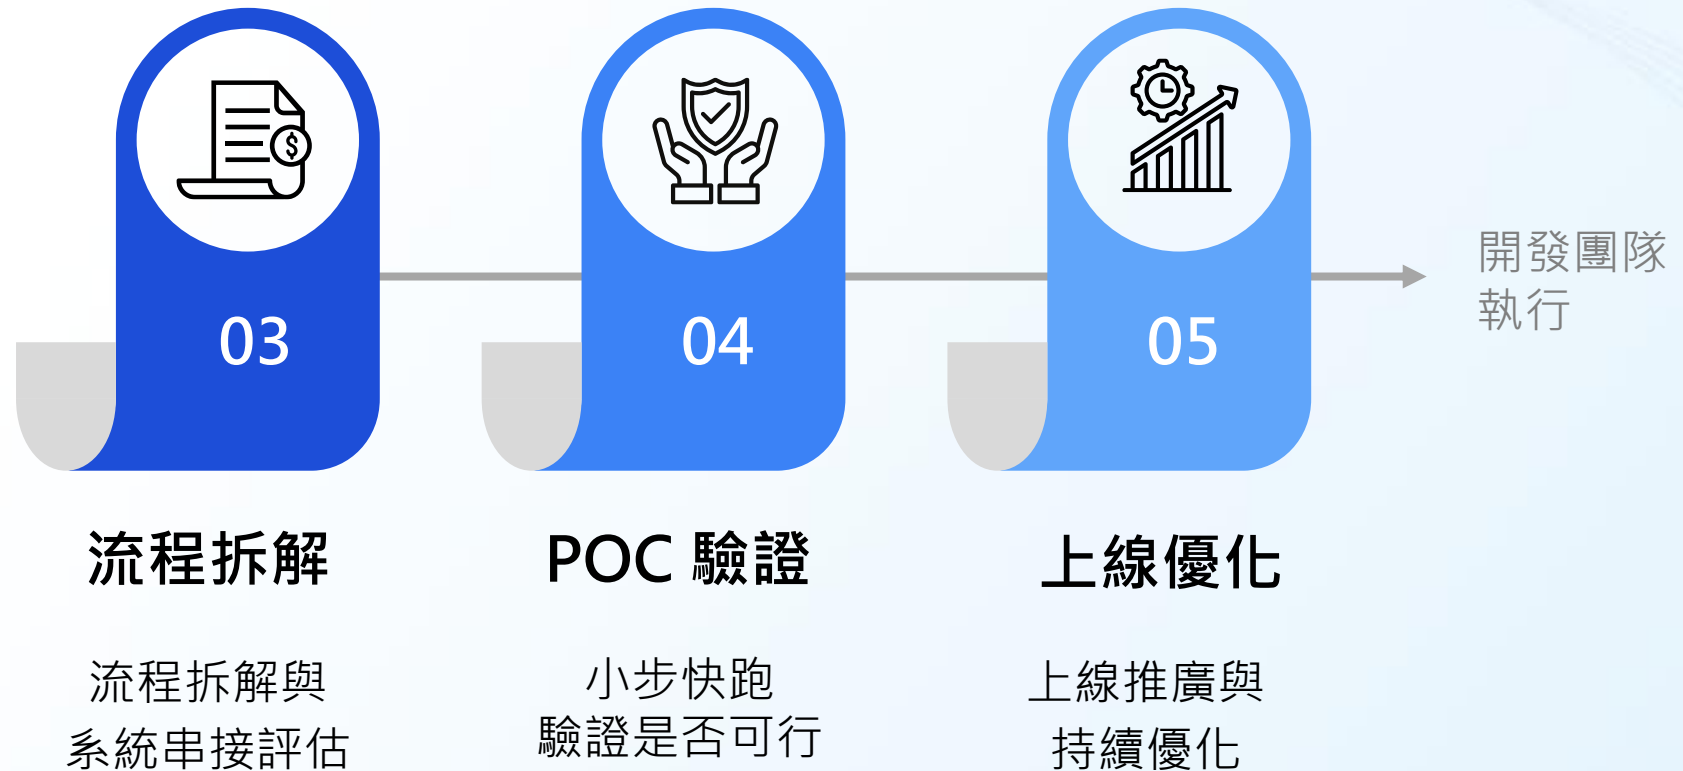 03
04
05
開發團隊
執行
流程拆解
POC 驗證
上線優化
流程拆解與
系統串接評估
小步快跑
驗證是否可行
上線推廣與
持續優化